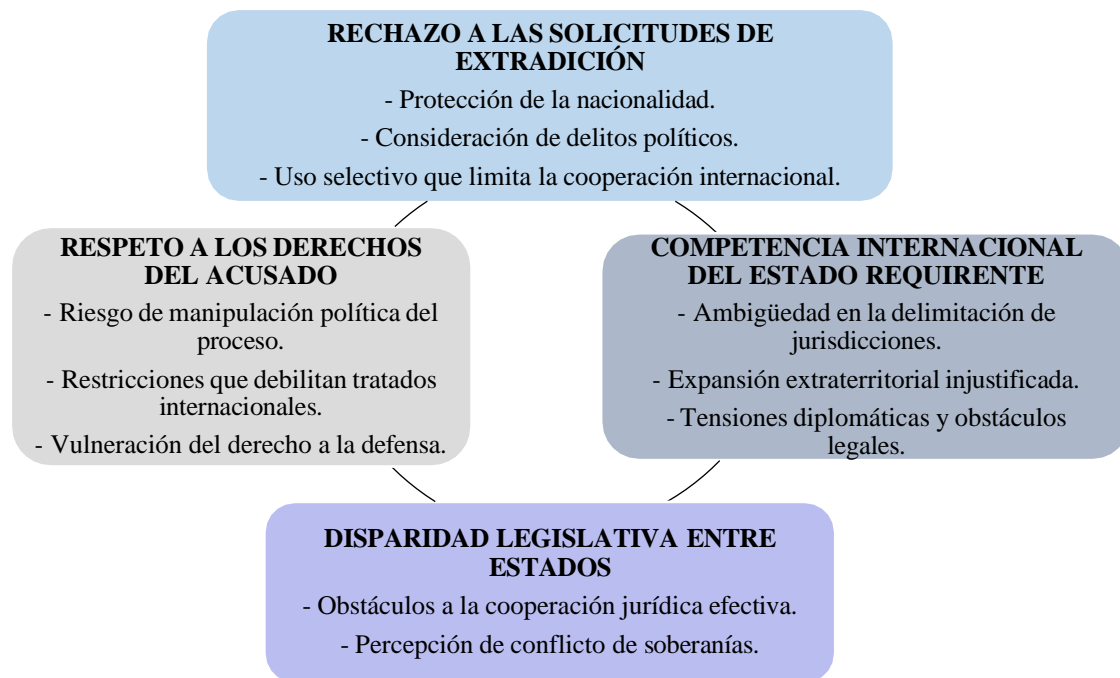 RECHAZO A LAS SOLICITUDES DE
EXTRADICIÓN
- Protección de la nacionalidad.
- Consideración de delitos políticos.
- Uso selectivo que limita la cooperación internacional.
RESPETO A LOS DERECHOS
DEL ACUSADO
- Riesgo de manipulación política del
proceso.
- Restricciones que debilitan tratados
internacionales.
- Vulneración del derecho a la defensa.
COMPETENCIA INTERNACIONAL
DEL ESTADO REQUIRENTE
- Ambigüedad en la delimitación de
jurisdicciones.
- Expansión extraterritorial injustificada.
- Tensiones diplomáticas y obstáculos
legales.
DISPARIDAD LEGISLATIVA ENTRE
ESTADOS
- Obstáculos a la cooperación jurídica efectiva.
- Percepción de conflicto de soberanías.